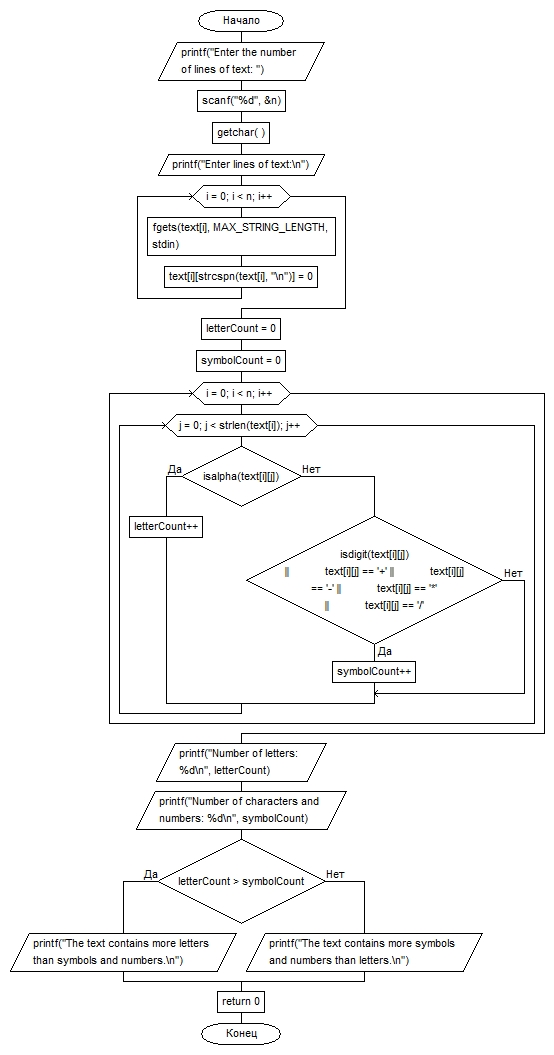 Начало
printf("Enter the number
of lines of text: ")
scanf("%d", &n)
getchar( )
printf("Enter lines of text:\n")
i = 0; i < n; i++
fgets(text[i], MAX_STRING_LENGTH,
stdin)
text[i][strcspn(text[i], "\n")] = 0
letterCount = 0
symbolCount = 0
i = 0; i < n; i++
j = 0; j < strlen(text[i]); j++
Да
isalpha(text[i][j])
Нет
letterCount++
isdigit(text[i][j])
|| text[i][j] == '+' || text[i][j]
== '-' || text[i][j] == '*'
|| text[i][j] == '/'
Нет
Да
symbolCount++
printf("Number of letters:
%d\n", letterCount)
printf("Number of characters and
numbers: %d\n", symbolCount)
Да
letterCount > symbolCount
Нет
printf("The text contains more letters
than symbols and numbers.\n")
printf("The text contains more symbols
and numbers than letters.\n")
return 0
Конец